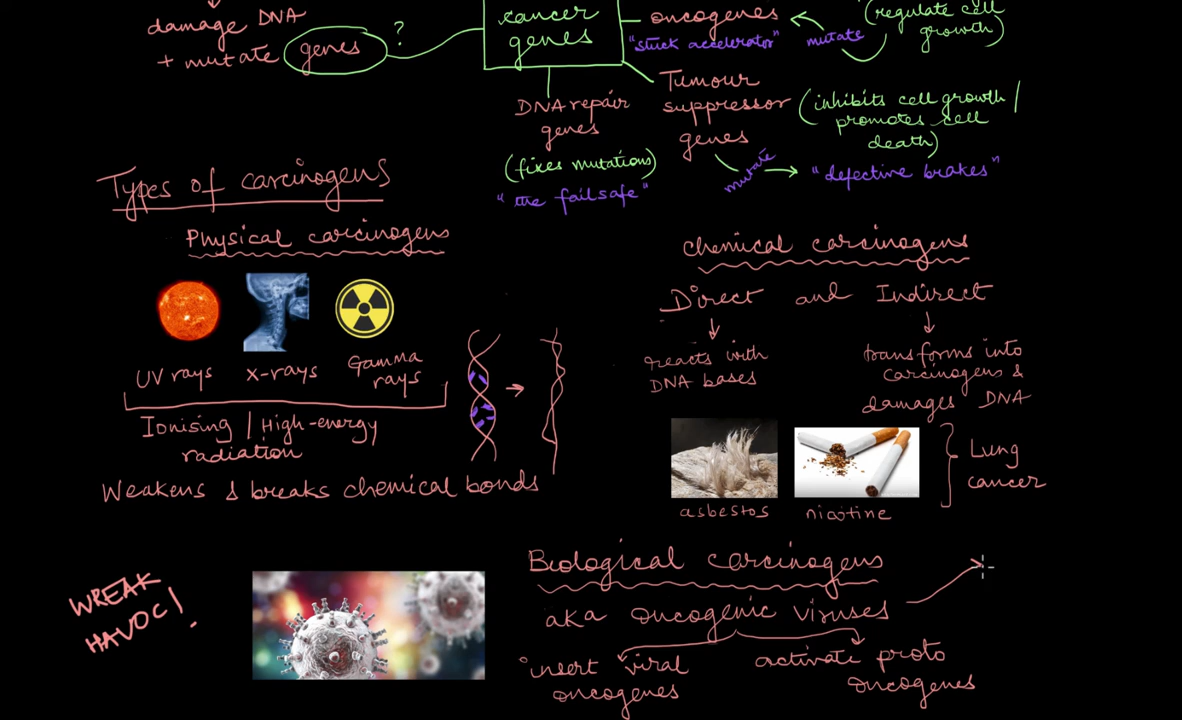 damage DNA
+ mutate genes
?
cancer
genes
oncogenes
"stuck accelerator"
mutate
(regulate cell
growth)
DNA repair
genes
(fixes mutations)
"the failsafe"
Tumour
suppressor
genes
(inhibits cell growth /
promotes cell
death)
mutate
"defective brakes"
Types of carcinogens
Physical carcinogens
UV rays
X-rays
Gamma
rays
Ionising / High-energy
radiation
Weakens & breaks chemical bonds
chemical carcinogens
Direct and Indirect
reacts with
DNA bases
transforms into
carcinogens &
damages DNA
asbestos
nicotine
Lung
cancer
WREAK
HAVOC!
Biological carcinogens
aka oncogenic viruses
insert viral
oncogenes
activate proto
oncogenes